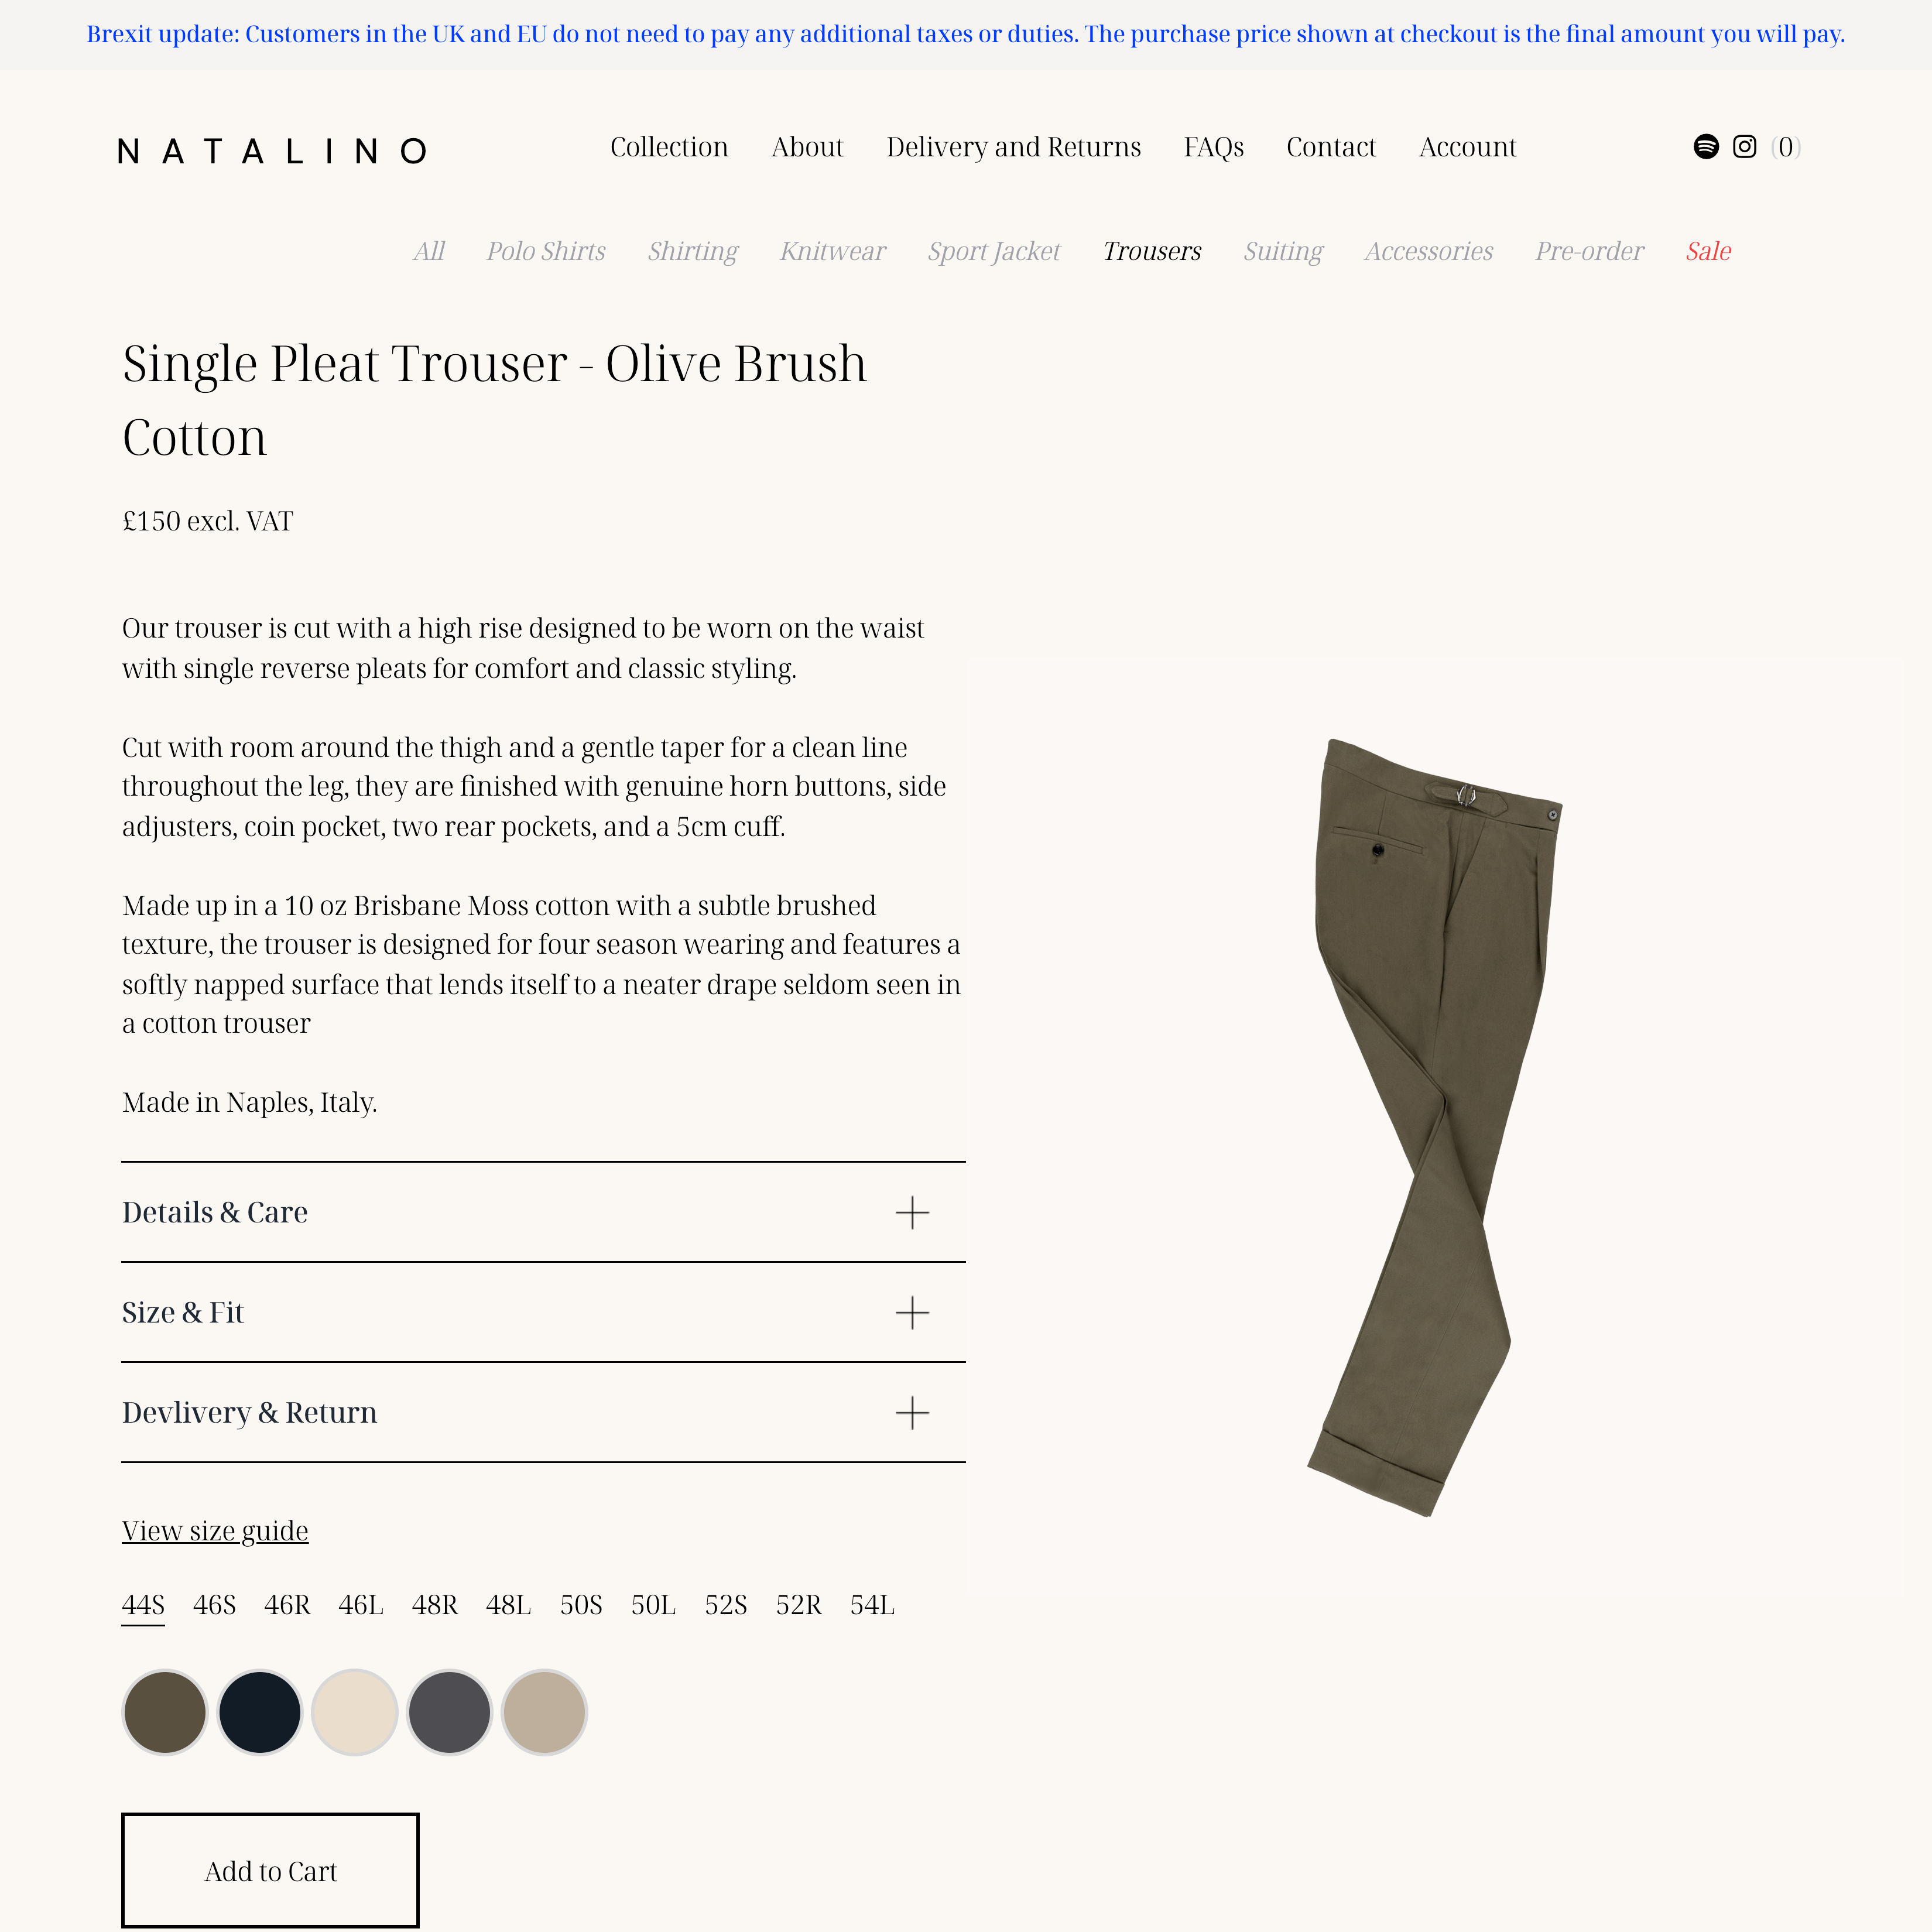 Brexit update: Customers in the UK and EU do not need to pay any additional taxes or duties. The purchase price shown at checkout is the final amount you will pay.
NATALINO
Collection About Delivery and Returns FAQs Contact Account (0)
All Polo Shirts Shirting Knitwear Sport Jacket Trousers Suiting Accessories Pre-order Sale
Single Pleat Trouser - Olive Brush
Cotton
£150 excl. VAT
Our trouser is cut with a high rise designed to be worn on the waist
with single reverse pleats for comfort and classic styling.
Cut with room around the thigh and a gentle taper for a clean line
throughout the leg, they are finished with genuine horn buttons, side
adjusters, coin pocket, two rear pockets, and a 5cm cuff.
Made up in a 10 oz Brisbane Moss cotton with a subtle brushed
texture, the trouser is designed for four season wearing and features a
softly napped surface that lends itself to a neater drape seldom seen in
a cotton trouser
Made in Naples, Italy.
Details & Care
Size & Fit
Devlivery & Return
View size guide
44S 46S 46R 46L 48R 48L 50S 50L 52S 52R 54L
Add to Cart